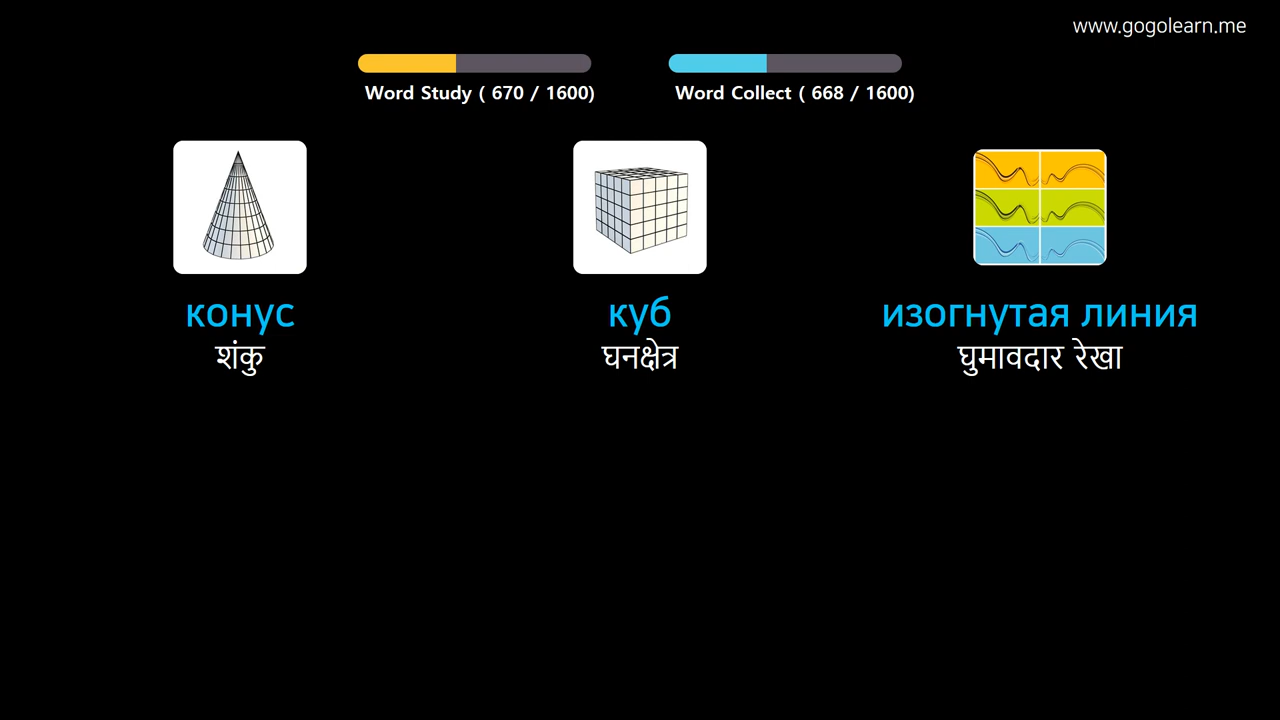 www.gogolearn.me
Word Study ( 670 / 1600)
Word Collect ( 668 / 1600)
конус
куб
изогнутая линия
शंकु
घनक्षेत्र
घुमावदार रेखा